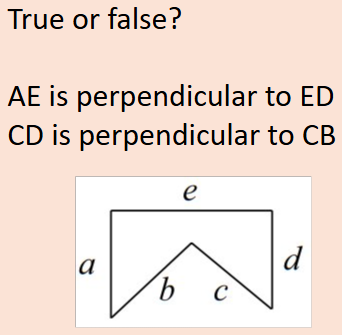 True or false?
AE is perpendicular to ED
CD is perpendicular to CB
e
a
d
b c